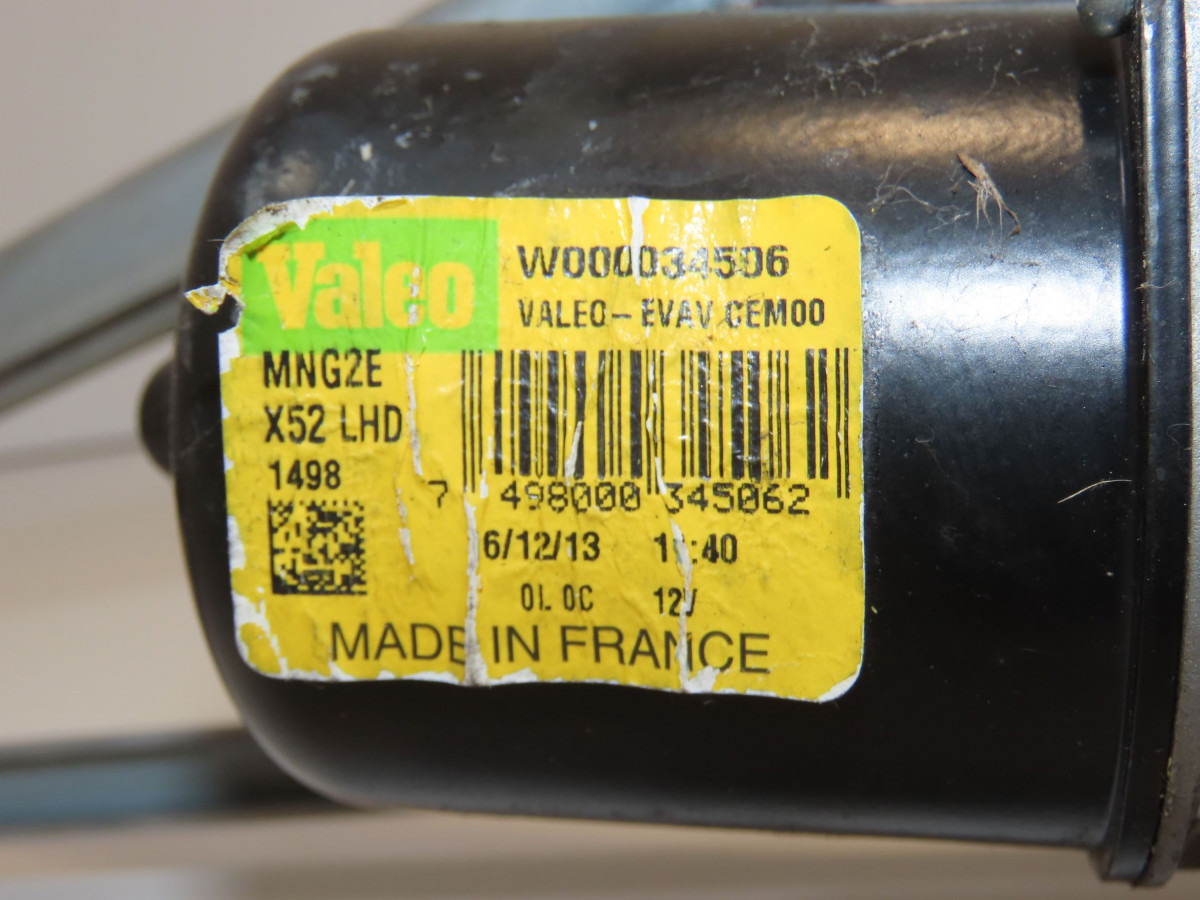 Valeo
W000034506
VALEO- EVAV CEM00
MNG2E
X52 LHD
1498
7 498000 345062
6/12/13
0I. 0C 12V
MADE IN FRANCE